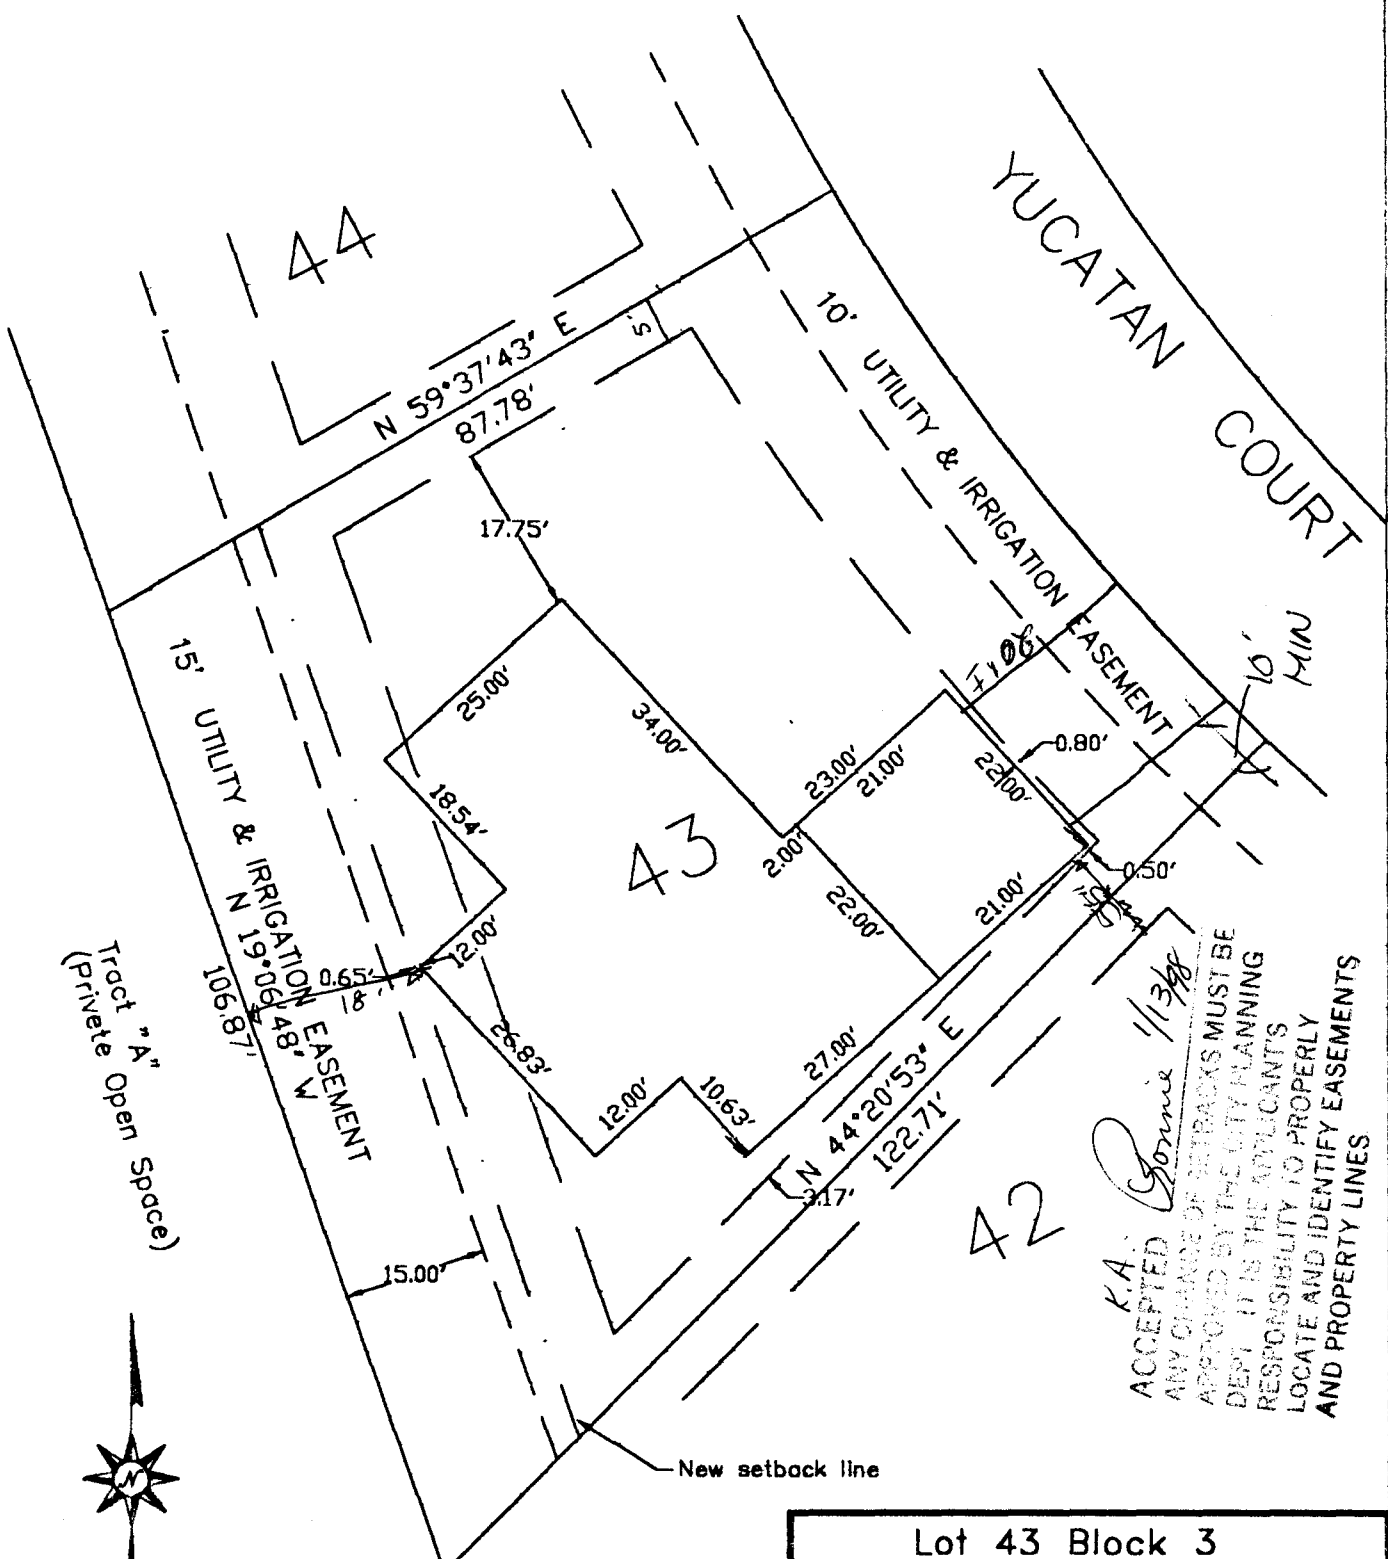 44
YUCATAN COURT
N 59°37'43" E
87.78'
5'
10' UTILITY & IRRIGATION EASEMENT
17.75'
10'
MIN
15' UTILITY & IRRIGATION EASEMENT
25.00'
34.00'
23.00'
21.00'
22.00'
0.80'
18.54'
43
2.00'
22.00'
21.00'
0.50'
12.00'
0.65'
18'
N 19°06'48" W
106.87'
Tract "A"
(Privete Open Space)
26.83'
12.00'
10.63'
27.00'
N 44°20'53" E
122.71'
3.17'
42
15.00'
K.A.
ACCEPTED Bonnie 1/13/98
ANY CHANGE OF SETBACKS MUST BE
APPROVED BY THE CITY PLANNING
DEPT. IT IS THE APPLICANT'S
RESPONSIBILITY TO PROPERLY
LOCATE AND IDENTIFY EASEMENTS
AND PROPERTY LINES
N
New setback line
Lot 43 Block 3